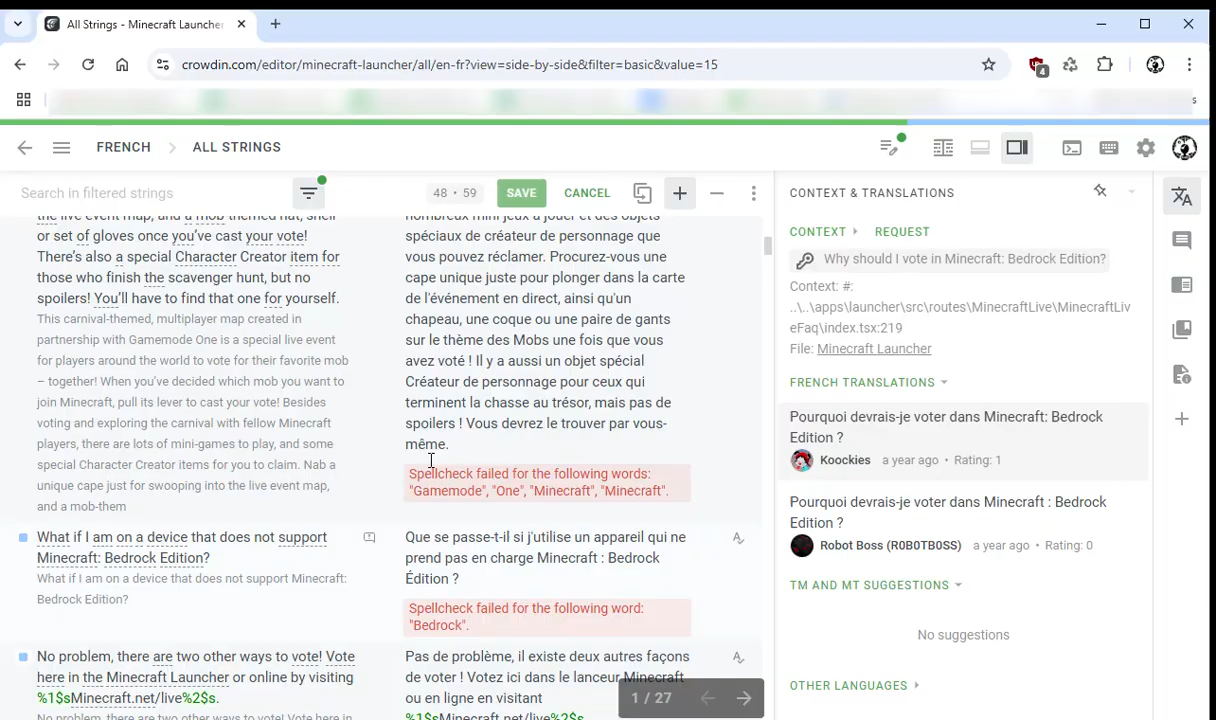 All Strings - Minecraft Launcher
crowdin.com/editor/minecraft-launcher/all/en-fr?view=side-by-side&filter=basic&value=15
4
FRENCH
ALL STRINGS
Search in filtered strings
48 • 59
SAVE
CANCEL
the live event map, and a mob-themed hat, shell
or set of gloves once you've cast your vote!
There's also a special Character Creator item for
those who finish the scavenger hunt, but no
spoilers! You'll have to find that one for yourself.
This carnival-themed, multiplayer map created in
partnership with Gamemode One is a special live event
for players around the world to vote for their favorite mob
– together! When you've decided which mob you want to
join Minecraft, pull its lever to cast your vote! Besides
voting and exploring the carnival with fellow Minecraft
players, there are lots of mini-games to play, and some
special Character Creator items for you to claim. Nab a
unique cape just for swooping into the live event map,
and a mob-them
nombreux mini jeux à jouer et des objets
spéciaux de créateur de personnage que
vous pouvez réclamer. Procurez-vous une
cape unique juste pour plonger dans la carte
de l'événement en direct, ainsi qu'un
chapeau, une coque ou une paire de gants
sur le thème des Mobs une fois que vous
avez voté ! Il y a aussi un objet spécial
Créateur de personnage pour ceux qui
terminent la chasse au trésor, mais pas de
spoilers ! Vous devrez le trouver par vous-
même.
Spellcheck failed for the following words:
"Gamemode", "One", "Minecraft", "Minecraft".
What if I am on a device that does not support
Minecraft: Bedrock Edition?
What if I am on a device that does not support Minecraft:
Bedrock Edition?
Que se passe-t-il si j'utilise un appareil qui ne
prend pas en charge Minecraft : Bedrock
Édition ?
Spellcheck failed for the following word:
"Bedrock".
No problem, there are two other ways to vote! Vote
here in the Minecraft Launcher or online by visiting
%1$sMinecraft.net/live%2$s.
No problem, there are two other ways to vote! Vote here in
Pas de problème, il existe deux autres façons
de voter ! Votez ici dans le lanceur Minecraft
ou en ligne en visitant
%1$sMinecraft.net/live%2$s.
1 / 27
CONTEXT & TRANSLATIONS
CONTEXT
REQUEST
Why should I vote in Minecraft: Bedrock Edition?
Context: #:
..\..\apps\launcher\src\routes\MinecraftLive\MinecraftLiv
eFaq\index.tsx:219
File: Minecraft Launcher
FRENCH TRANSLATIONS
Pourquoi devrais-je voter dans Minecraft: Bedrock
Edition ?
Koockies a year ago • Rating: 1
Pourquoi devrais-je voter dans Minecraft : Bedrock
Édition ?
Robot Boss (R0B0TB0SS) a year ago • Rating: 0
TM AND MT SUGGESTIONS
No suggestions
OTHER LANGUAGES